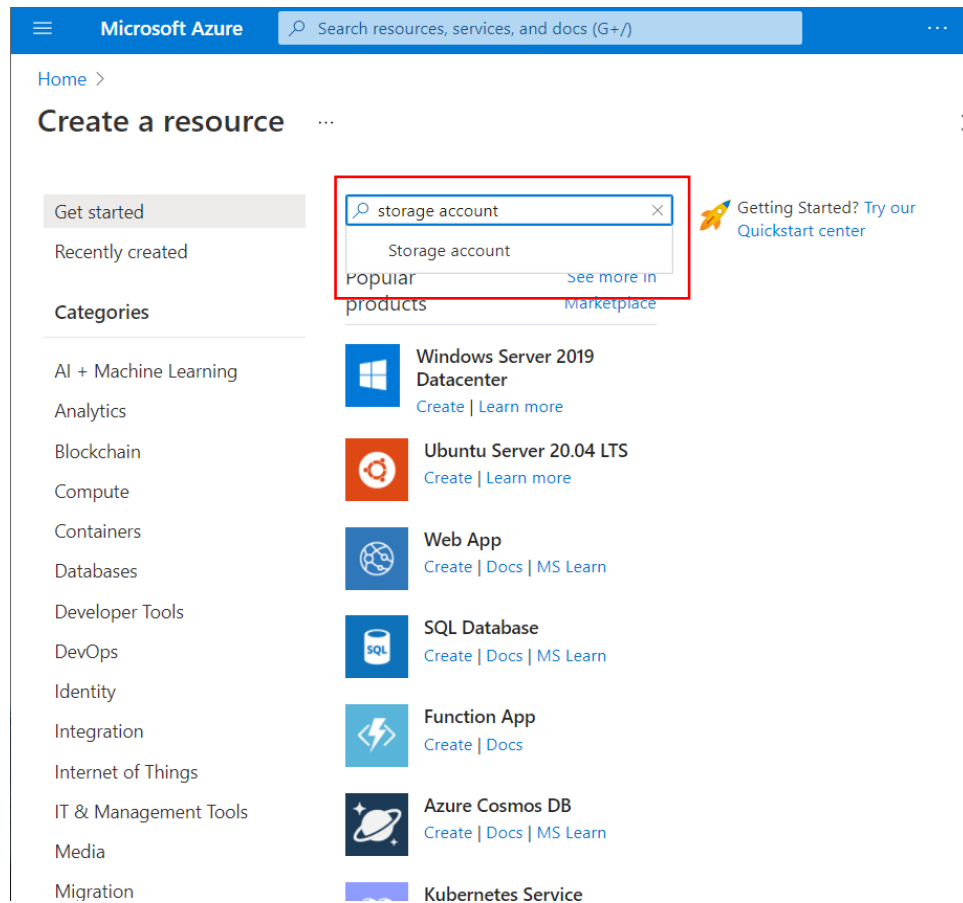 Microsoft Azure
Search resources, services, and docs (G+/)
...
Home >
Create a resource ...
Get started
Recently created
Categories
AI + Machine Learning
Analytics
Blockchain
Compute
Containers
Databases
Developer Tools
DevOps
Identity
Integration
Internet of Things
IT & Management Tools
Media
Migration
storage account
Storage account
Popular
products
See more in
Marketplace
Windows Server 2019
Datacenter
Create | Learn more
Ubuntu Server 20.04 LTS
Create | Learn more
Web App
Create | Docs | MS Learn
SQL
SQL Database
Create | Docs | MS Learn
Function App
Create | Docs
Azure Cosmos DB
Create | Docs | MS Learn
Kubernetes Service
Getting Started? Try our
Quickstart center